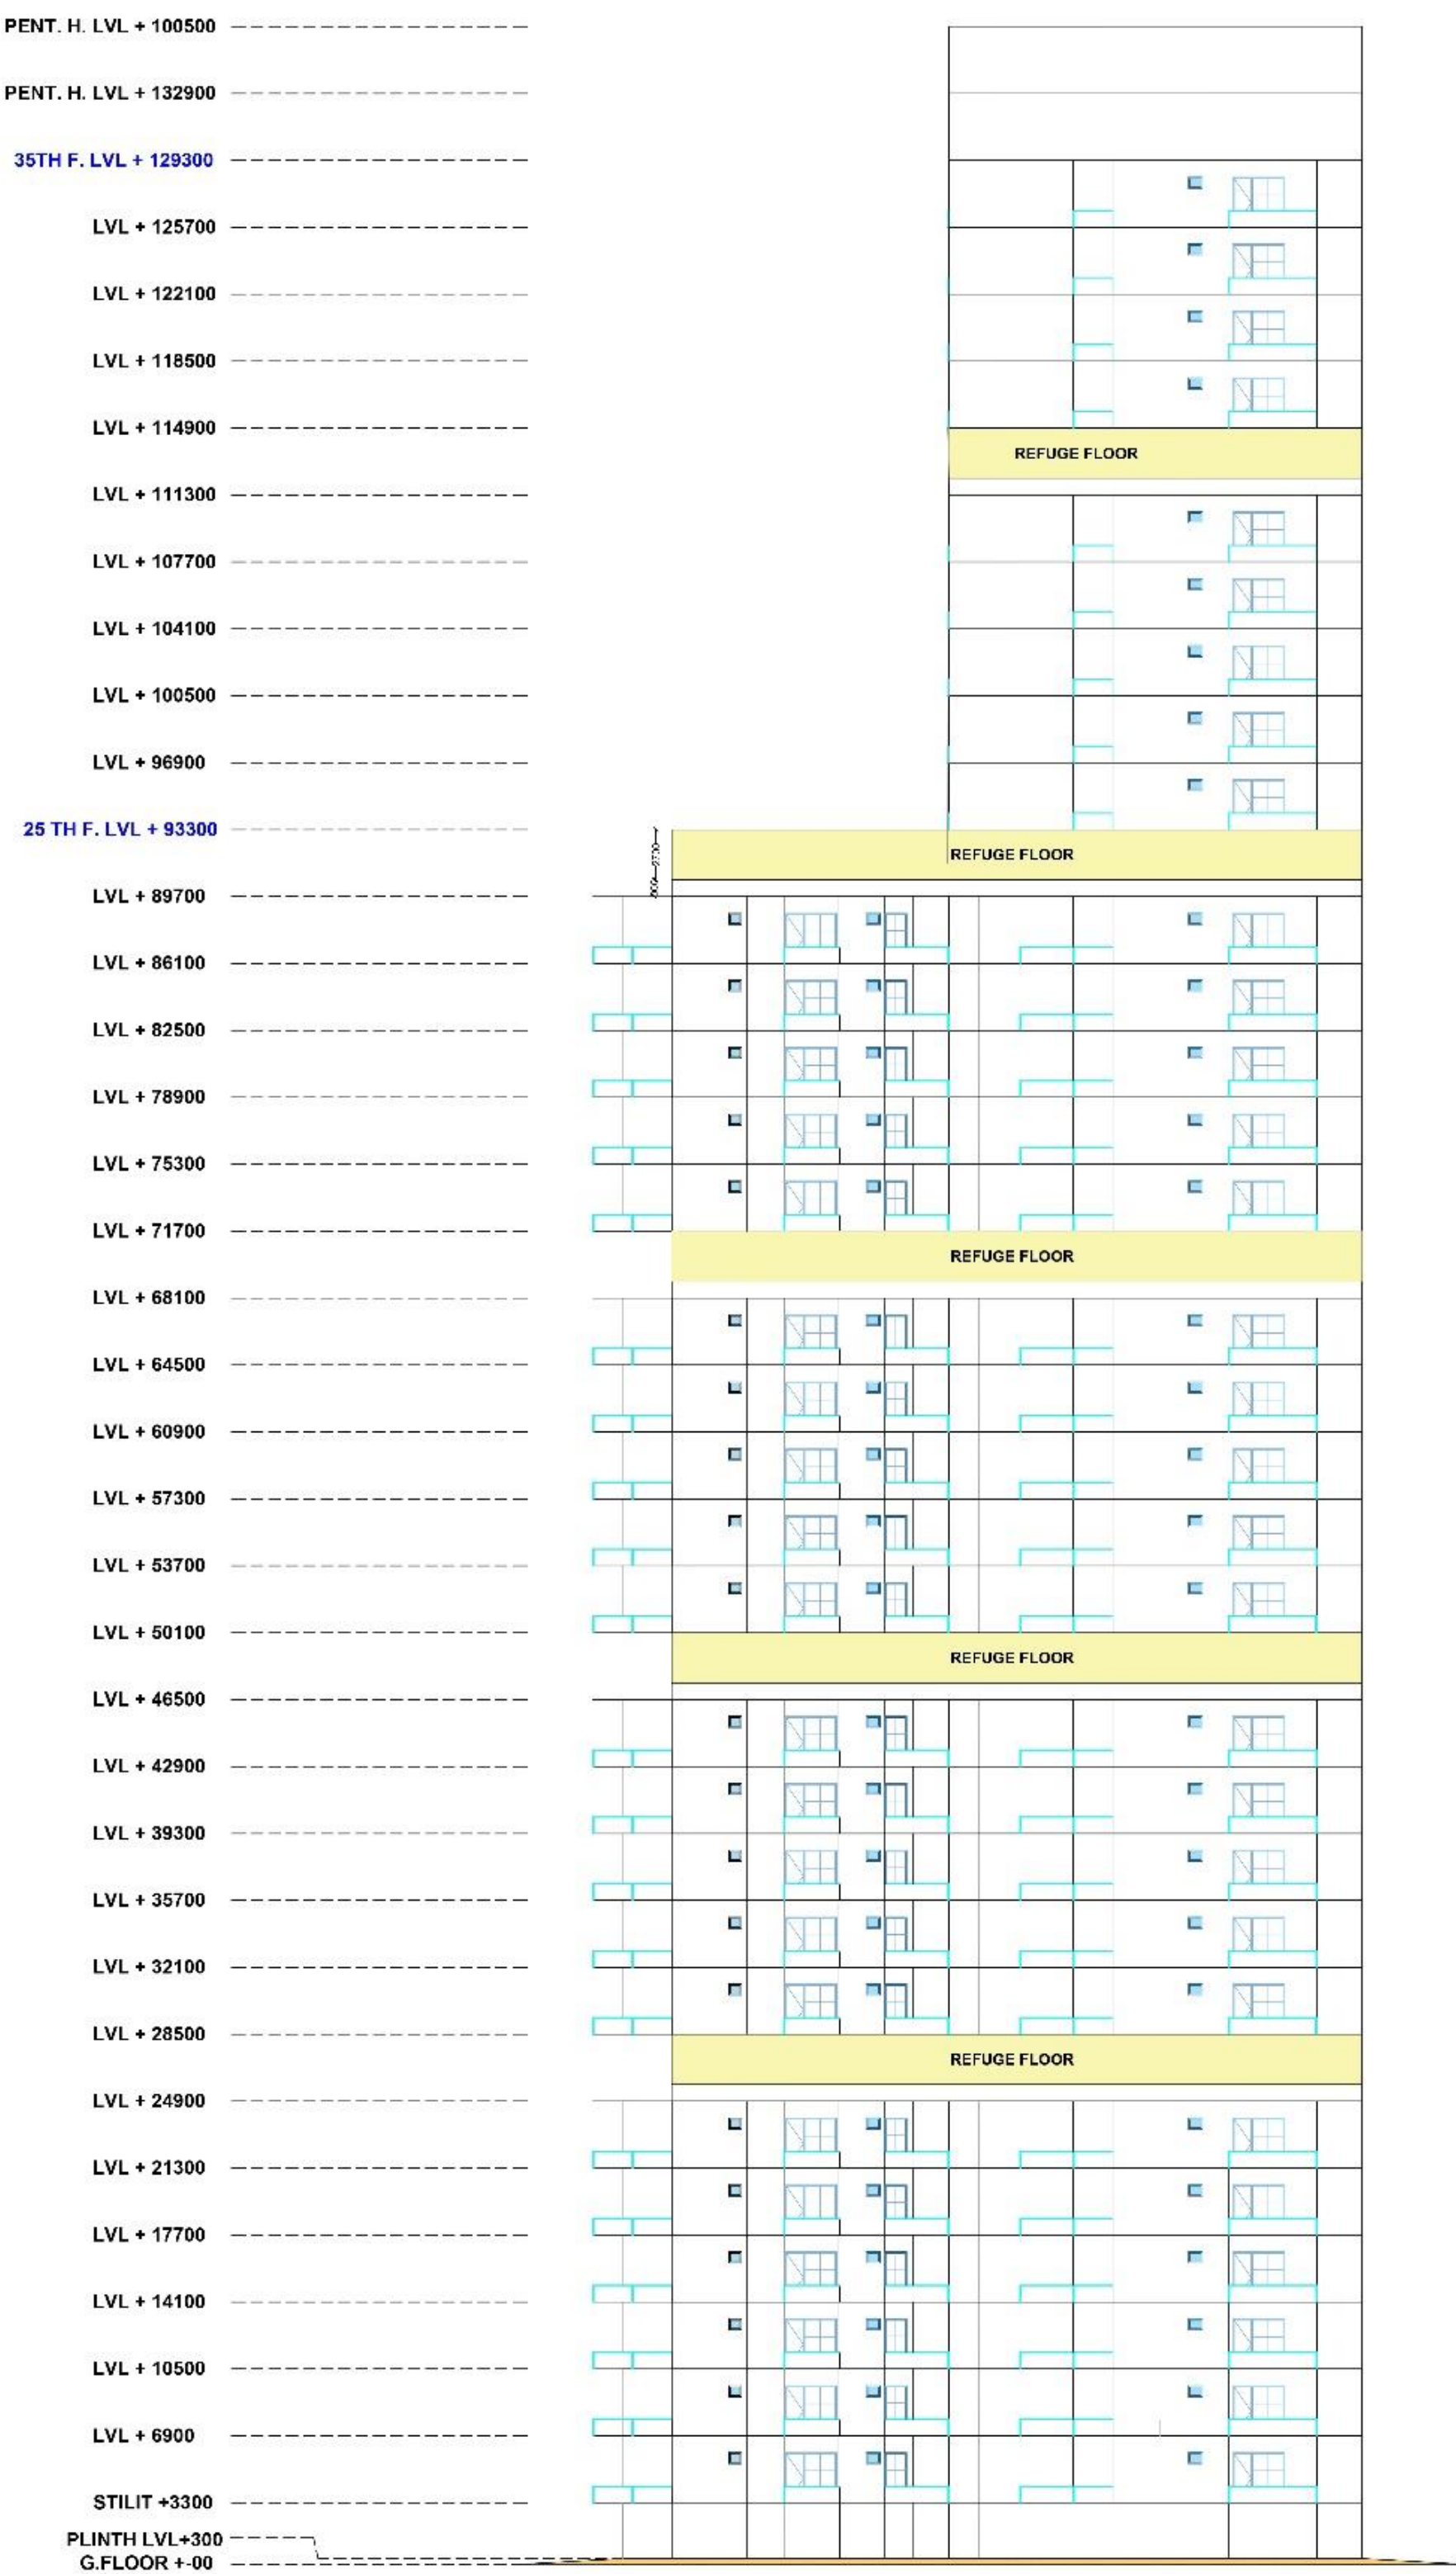 PENT. H. LVL + 100500
PENT. H. LVL + 132900
35TH F. LVL + 129300
LVL + 125700
LVL + 122100
LVL + 118500
LVL + 114900
REFUGE FLOOR
LVL + 111300
LVL + 107700
LVL + 104100
LVL + 100500
LVL + 96900
25 TH F. LVL + 93300
REFUGE FLOOR
LVL + 89700
LVL + 86100
LVL + 82500
LVL + 78900
LVL + 75300
LVL + 71700
REFUGE FLOOR
LVL + 68100
LVL + 64500
LVL + 60900
LVL + 57300
LVL + 53700
LVL + 50100
REFUGE FLOOR
LVL + 46500
LVL + 42900
LVL + 39300
LVL + 35700
LVL + 32100
LVL + 28500
REFUGE FLOOR
LVL + 24900
LVL + 21300
LVL + 17700
LVL + 14100
LVL + 10500
LVL + 6900
STILIT +3300
PLINTH LVL+300
G.FLOOR +-00